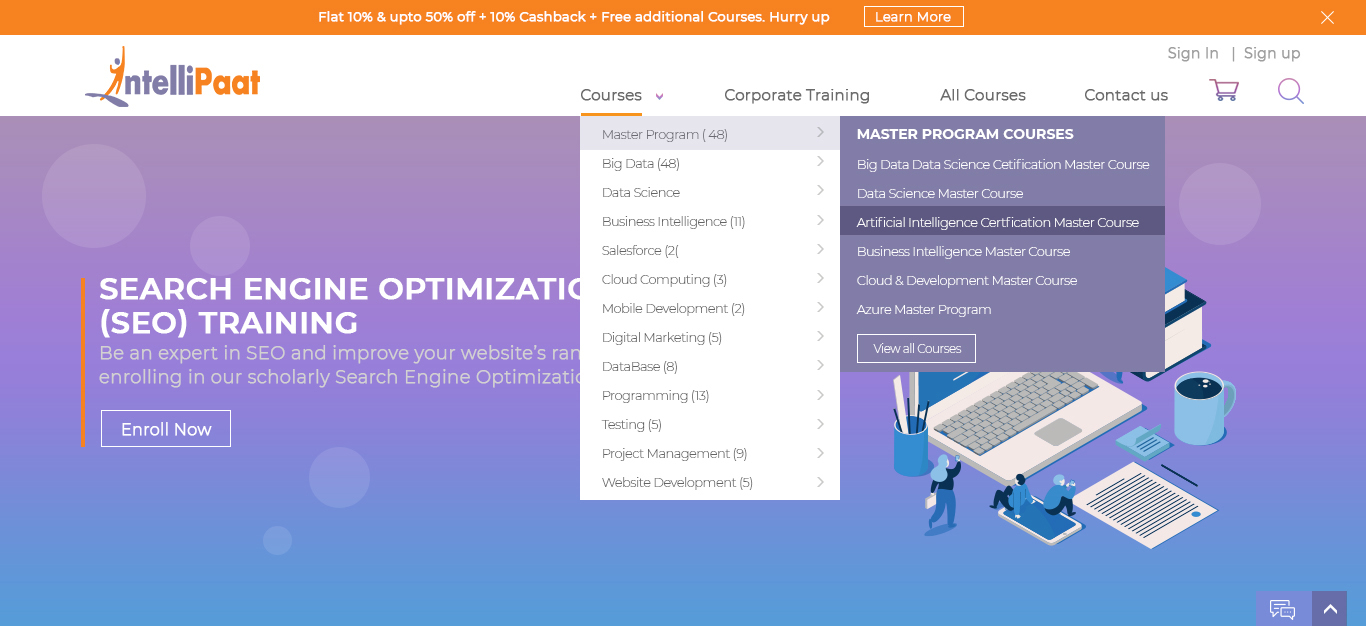 Flat 10% & upto 50% off + 10% Cashback + Free additional Courses. Hurry up
Learn More
Sign In | Sign up
IntelliPaat
Courses
Corporate Training
All Courses
Contact us
Master Program ( 48)
Big Data (48)
Data Science
Business Intelligence (11)
Salesforce (2(
Cloud Computing (3)
Mobile Development (2)
Digital Marketing (5)
DataBase (8)
Programming (13)
Testing (5)
Project Management (9)
Website Development (5)
MASTER PROGRAM COURSES
Big Data Data Science Cetification Master Course
Data Science Master Course
Artificial Intelligence Certfication Master Course
Business Intelligence Master Course
Cloud & Development Master Course
Azure Master Program
View all Courses
SEARCH ENGINE OPTIMIZATIO
(SEO) TRAINING
Be an expert in SEO and improve your website’s ran
enrolling in our scholarly Search Engine Optimizatio
Enroll Now